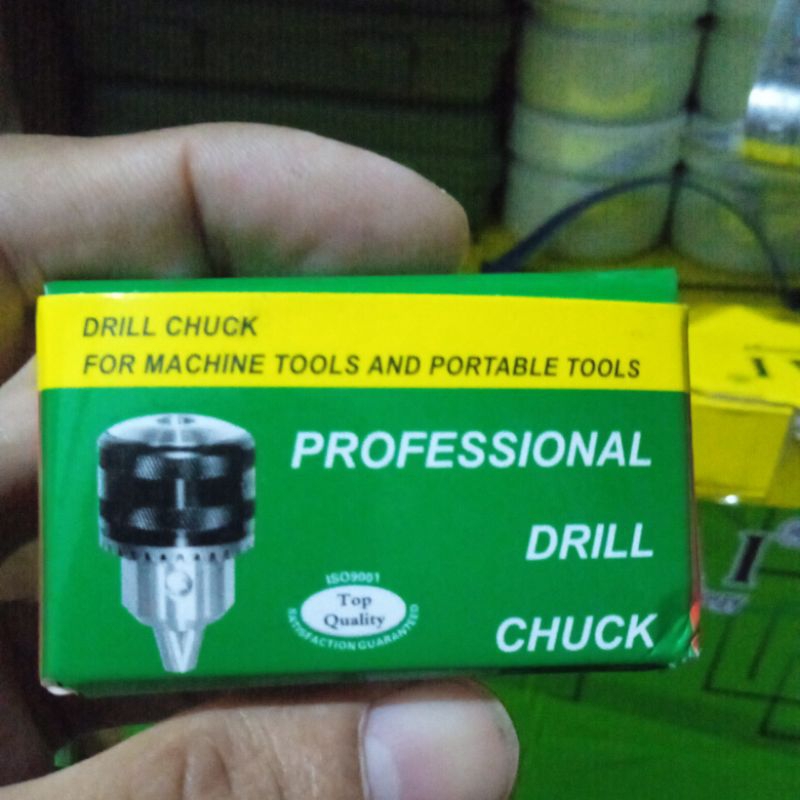 DRILL CHUCK
FOR MACHINE TOOLS AND PORTABLE TOOLS
PROFESSIONAL
DRILL
CHUCK
ISO9001
Top
Quality
SATISFACTION GUARANTEED